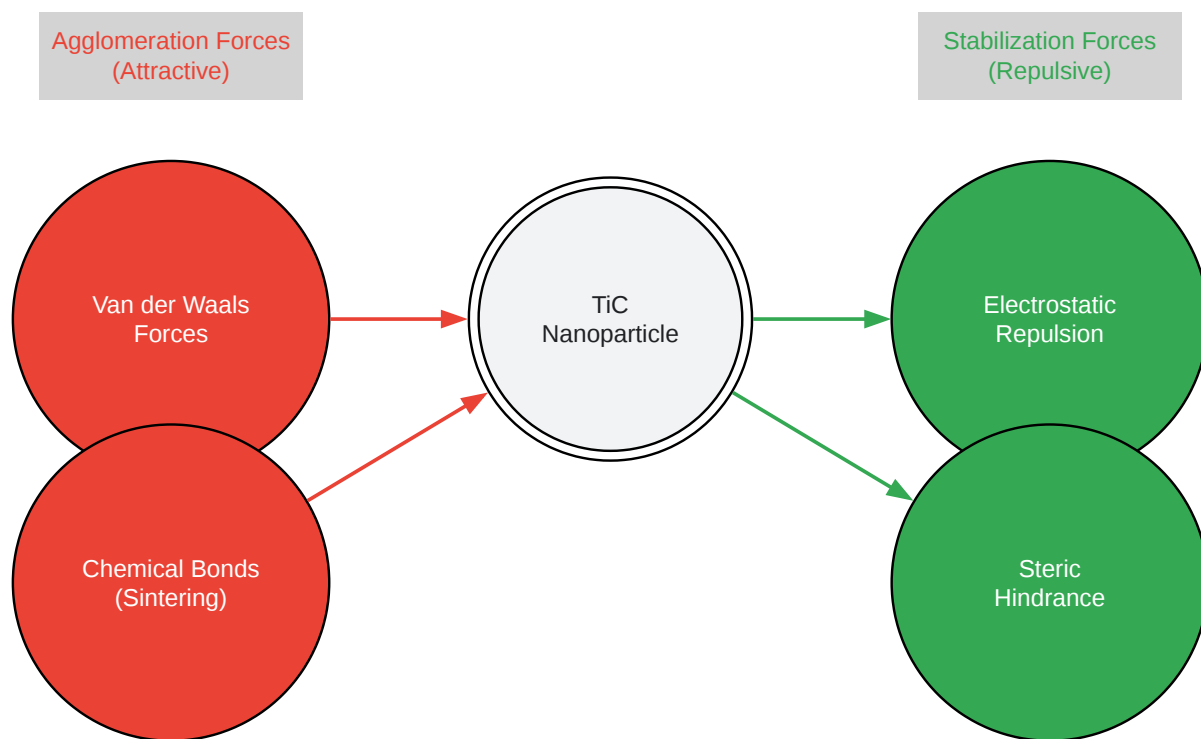 Agglomeration Forces
(Attractive)
Stabilization Forces
(Repulsive)
Van der Waals
Forces
TiC
Nanoparticle
Electrostatic
Repulsion
Chemical Bonds
(Sintering)
Steric
Hindrance